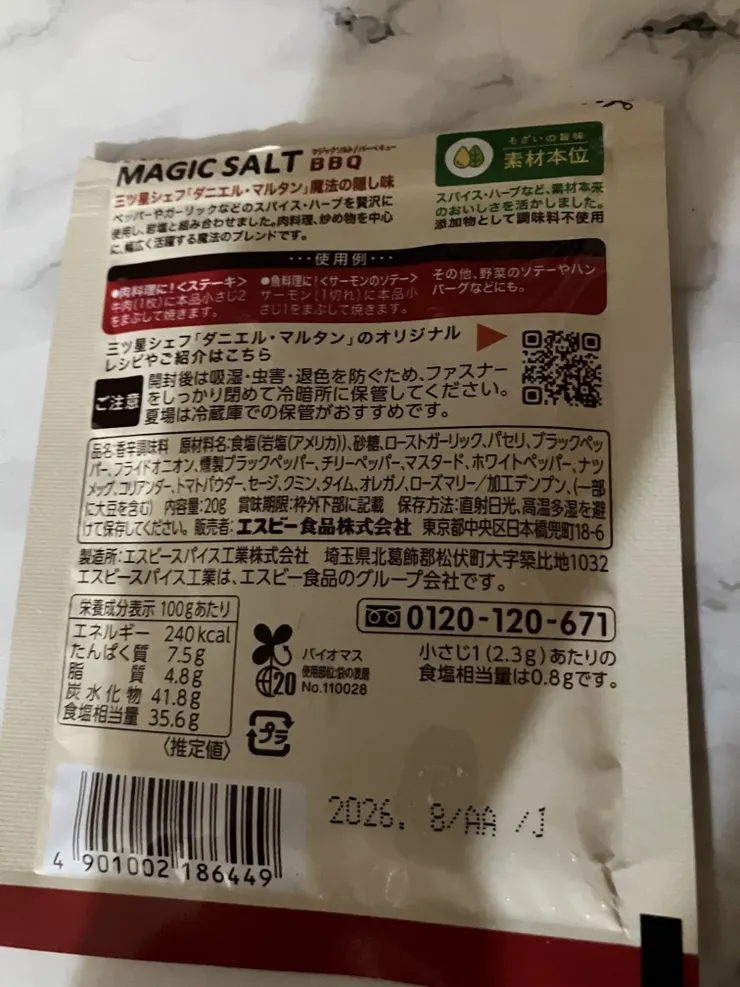 MAGIC SALT BBQ
マジックソルト/バーベキュー
三ツ星シェフ「ダニエル・マルタン」魔法の隠し味
ペッパーやガーリックなどのスパイス・ハーブを贅沢に
使用し、岩塩と組み合わせました。肉料理、炒め物を中心
に、幅広く活躍する魔法のブレンドです。
そざいの旨味
素材本位
スパイス・ハーブなど、素材本来
のおいしさを活かしました。
添加物として調味料不使用
・・・使用例・・・
●肉料理に!<ステーキ>
牛肉(1枚)に本品小さじ2
をまぶして焼きます。
●魚料理に!<サーモンのソテー>
サーモン(1切れ)に本品小
さじ1をまぶして焼きます。
その他、野菜のソテーやハン
バーグなどにも。
三ツ星シェフ「ダニエル・マルタン」のオリジナル
レシピやご紹介はこちら
ご注意
開封後は吸湿・虫害・退色を防ぐため、ファスナー
をしっかり閉めて冷暗所に保管してください。
夏場は冷蔵庫での保管がおすすめです。
品名:香辛調味料 原材料名:食塩(岩塩(アメリカ))、砂糖、ローストガーリック、パセリ、ブラックペッ
パー、フライドオニオン、燻製ブラックペッパー、チリーペッパー、マスタード、ホワイトペッパー、ナツ
メッグ、コリアンダー、トマトパウダー、セージ、クミン、タイム、オレガノ、ローズマリー/加工デンプン、(一部
に大豆を含む) 内容量:20g 賞味期限:枠外下部に記載 保存方法:直射日光、高温多湿を避
けて保存してください。 販売者:エスビー食品株式会社 東京都中央区日本橋兜町18-6
製造所:エスビースパイス工業株式会社 埼玉県北葛飾郡松伏町大字築比地1032
エスビースパイス工業は、エスビー食品のグループ会社です。
栄養成分表示 100gあたり
エネルギー 240kcal
たんぱく質 7.5g
脂質 4.8g
炭水化物 41.8g
食塩相当量 35.6g
〈推定値〉
バイオマス
使用部位:袋の表層
No.110028
20
プラ
0120-120-671
小さじ1(2.3g)あたりの
食塩相当量は0.8gです。
2026. 8/AA /J
4 901002 186449